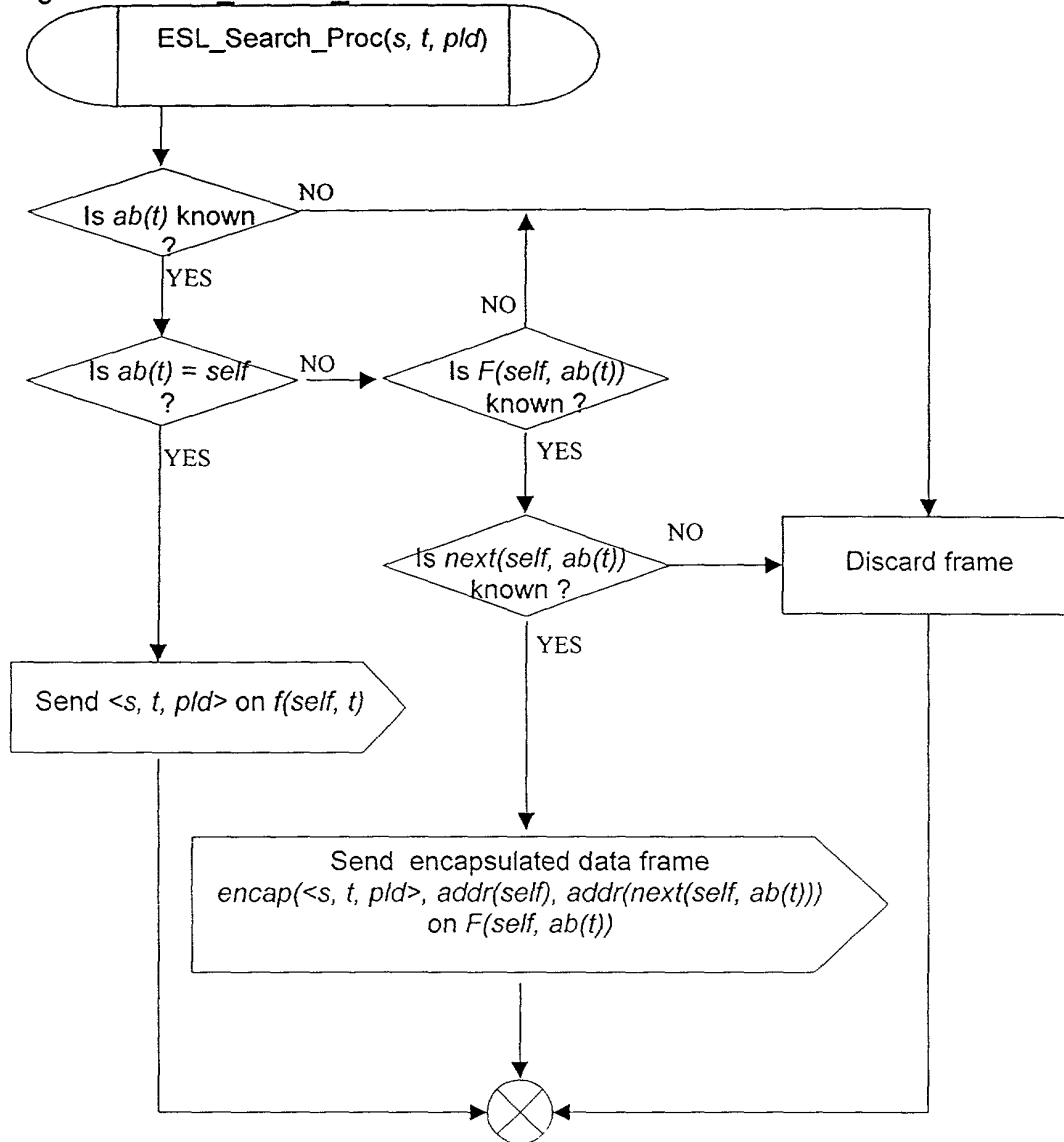 ESL_Search_Proc(s, t, pld)
NO
Is ab(t) known
?
YES
NO
Is ab(t) = self
?
NO
Is F(self, ab(t))
known ?
YES
YES
Is next(self, ab(t))
known ?
NO
Discard frame
YES
Send <s, t, pld> on f(self, t)
Send encapsulated data frame
encap(<s, t, pld>, addr(self), addr(next(self, ab(t)))
on F(self, ab(t))